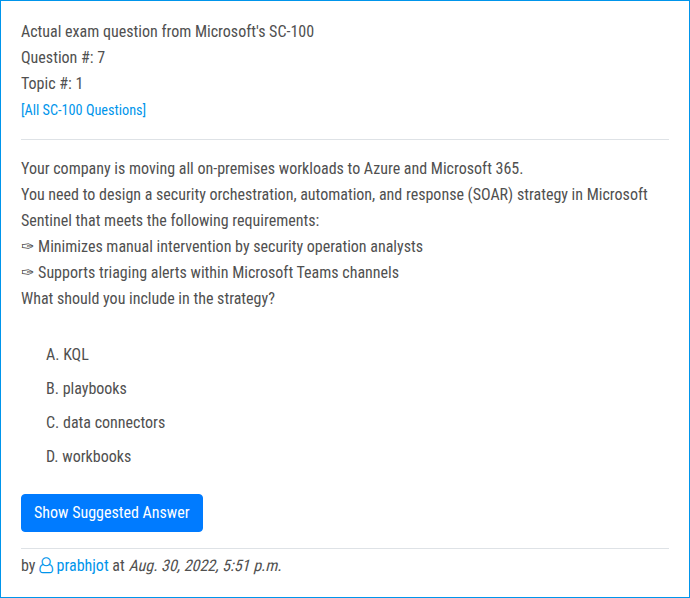 Actual exam question from Microsoft's SC-100
Question #: 7
Topic #: 1
[All SC-100 Questions]
Your company is moving all on-premises workloads to Azure and Microsoft 365.
You need to design a security orchestration, automation, and response (SOAR) strategy in Microsoft
Sentinel that meets the following requirements:
✑ Minimizes manual intervention by security operation analysts
✑ Supports triaging alerts within Microsoft Teams channels
What should you include in the strategy?
A. KQL
B. playbooks
C. data connectors
D. workbooks
Show Suggested Answer
by prabhjot at Aug. 30, 2022, 5:51 p.m.